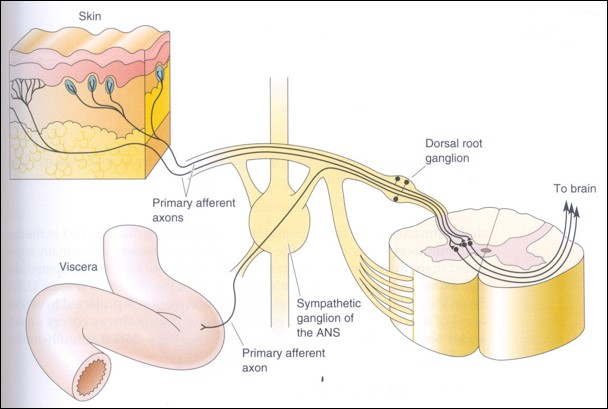 Skin
Dorsal root
ganglion
To brain
Primary afferent
axons
Viscera
Sympathetic
ganglion of
the ANS
Primary afferent
axon